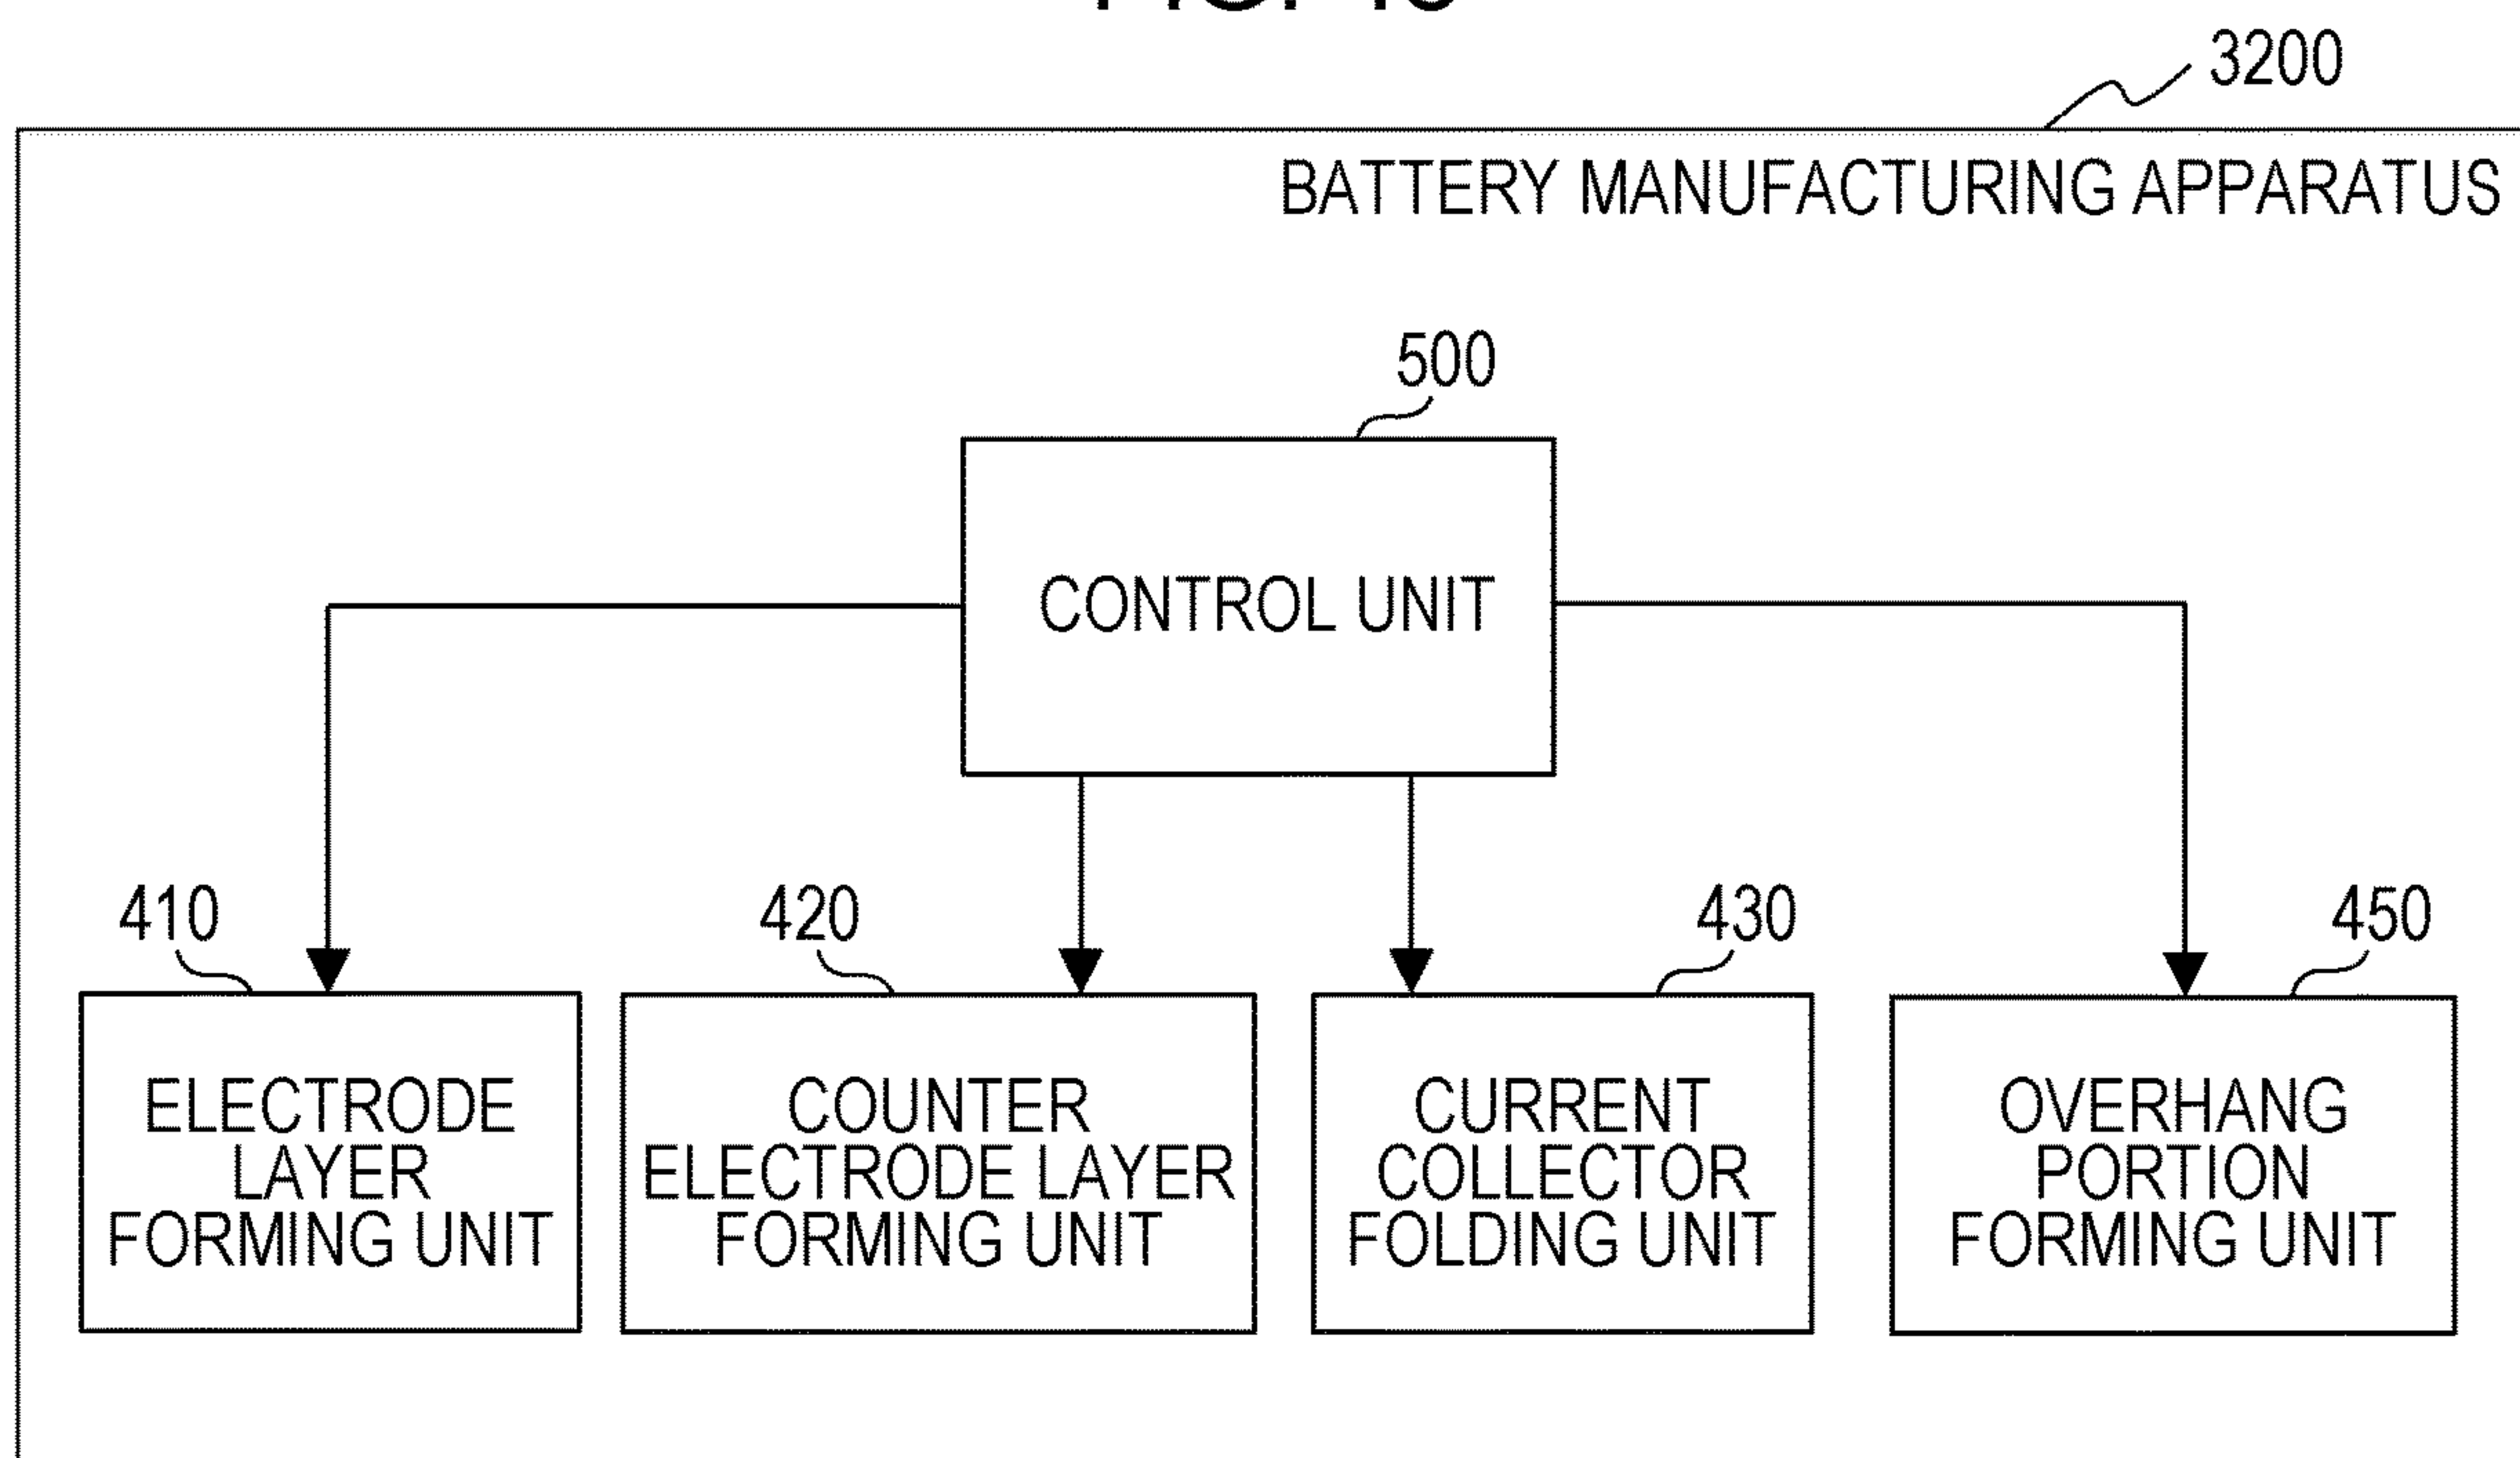 3200
BATTERY MANUFACTURING APPARATUS
500
CONTROL UNIT
410
420
430
450
ELECTRODE
LAYER
FORMING UNIT
COUNTER
ELECTRODE LAYER
FORMING UNIT
CURRENT
COLLECTOR
FOLDING UNIT
OVERHANG
PORTION
FORMING UNIT